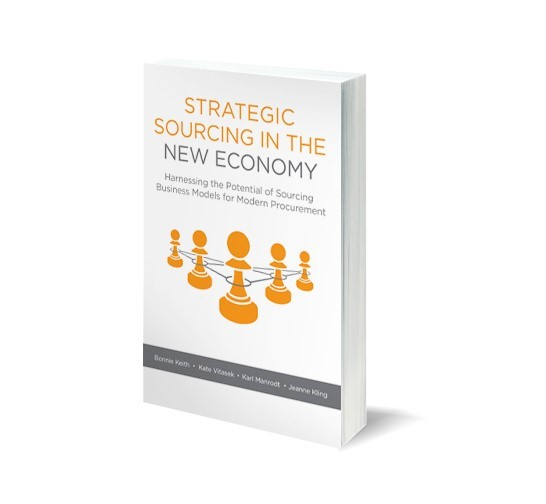 STRATEGIC
SOURCING IN THE
NEW ECONOMY
Harnessing the Potential of Sourcing
Business Models for Modern Procurement
Bonnie Keith • Kate Vitasek • Karl Manrodt • Jeanne Kling